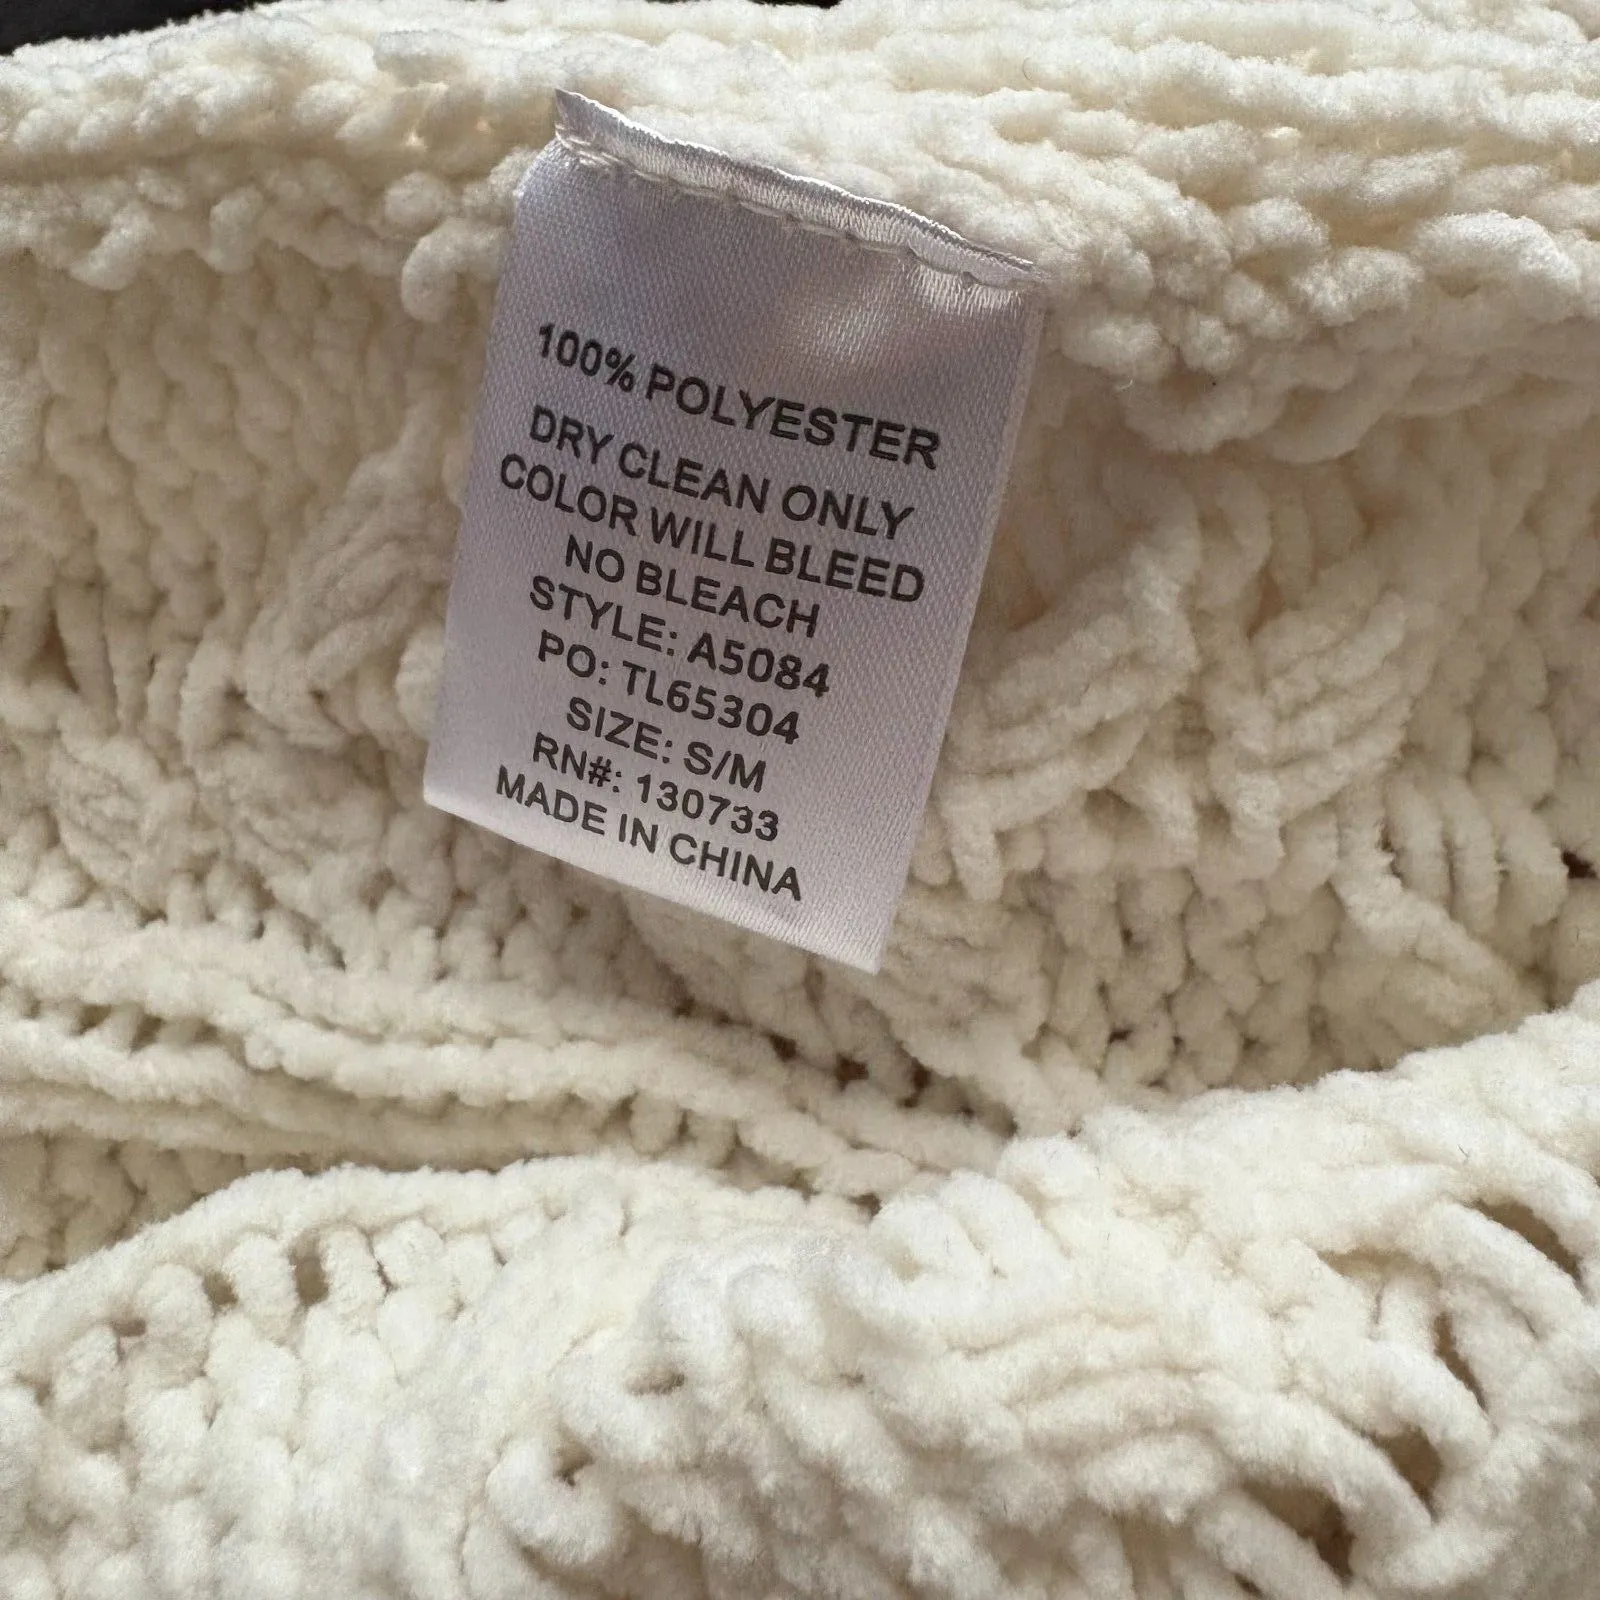 100% POLYESTER
DRY CLEAN ONLY
COLOR WILL BLEED
NO BLEACH
STYLE: A5084
PO: TL65304
SIZE: S/M
RN#: 130733
MADE IN CHINA